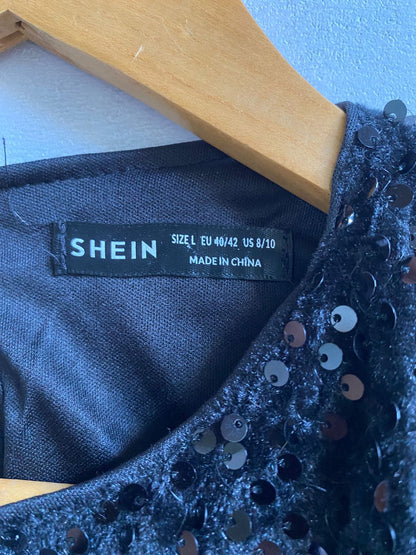 SHEIN
SIZE L EU 40/42 US 8/10
MADE IN CHINA